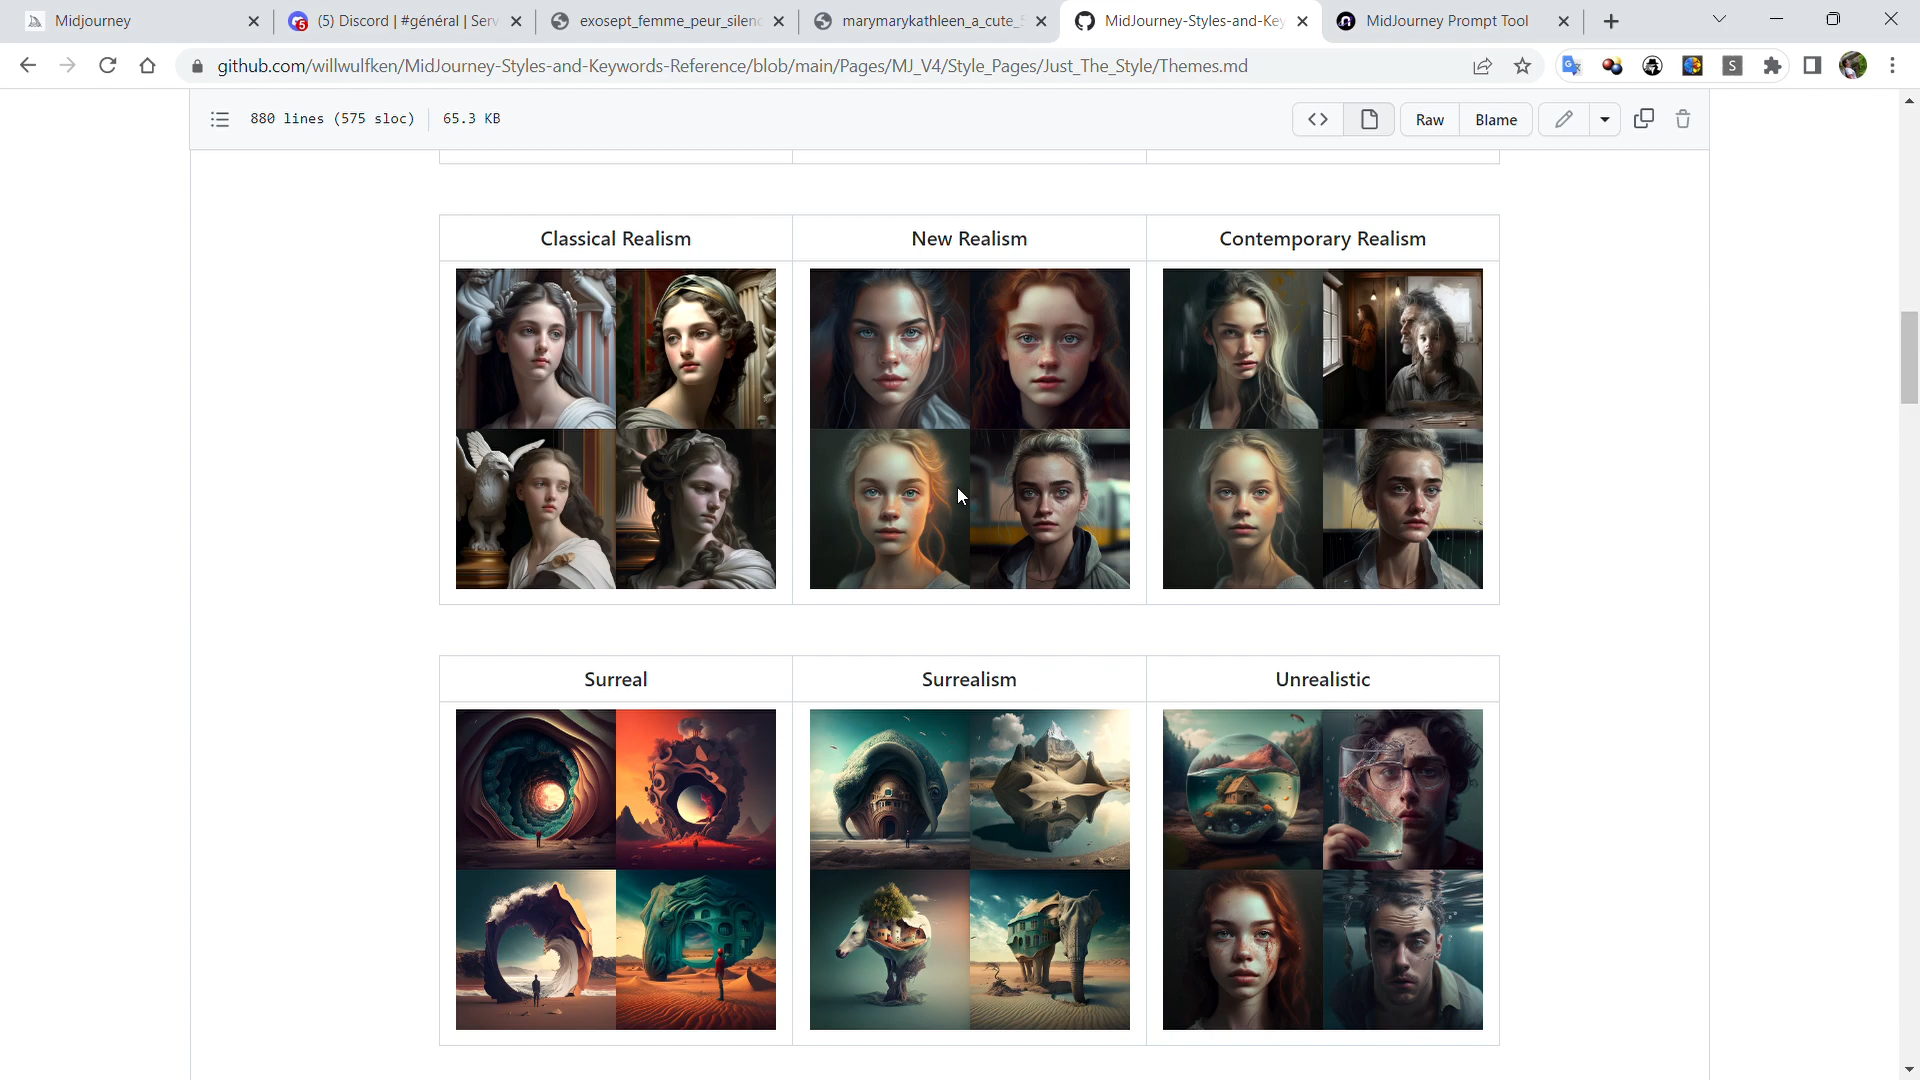 Midjourney
(5) Discord | #général | Serv
exosept_femme_peur_silen
marymarykathleen_a_cute_
MidJourney-Styles-and-Key
MidJourney Prompt Tool
github.com/willwulfken/MidJourney-Styles-and-Keywords-Reference/blob/main/Pages/MJ_V4/Style_Pages/Just_The_Style/Themes.md
S
880 lines (575 sloc)
65.3 KB
Raw
Blame
Classical Realism
New Realism
Contemporary Realism
Surreal
Surrealism
Unrealistic